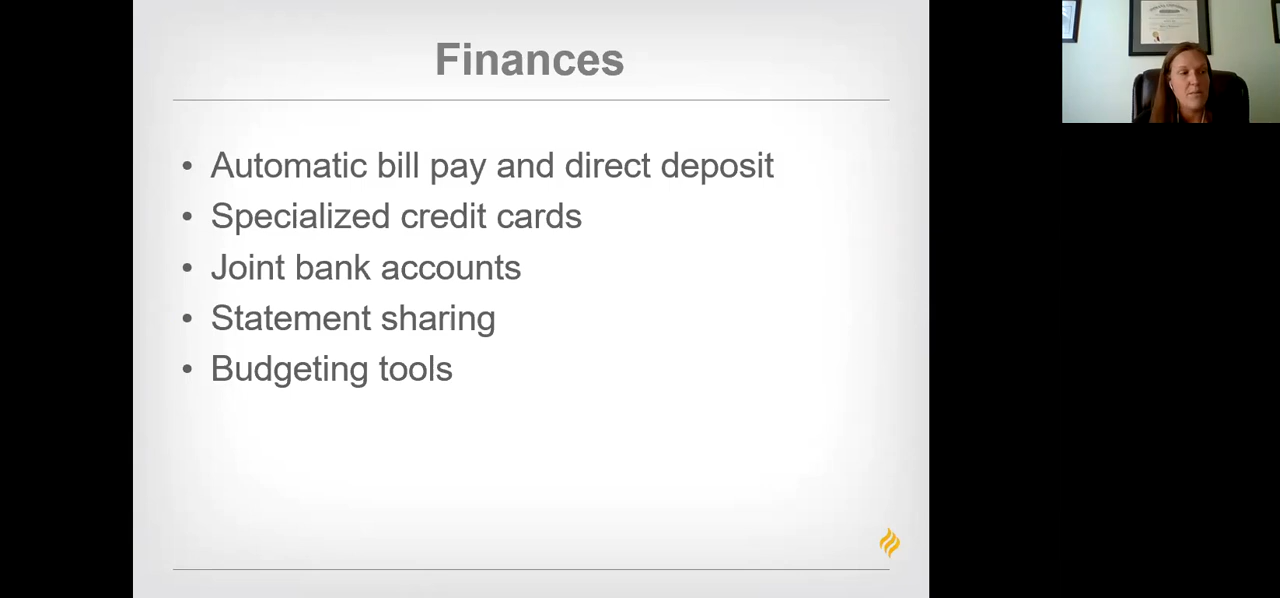 Finances
• Automatic bill pay and direct deposit
• Specialized credit cards
• Joint bank accounts
• Statement sharing
• Budgeting tools